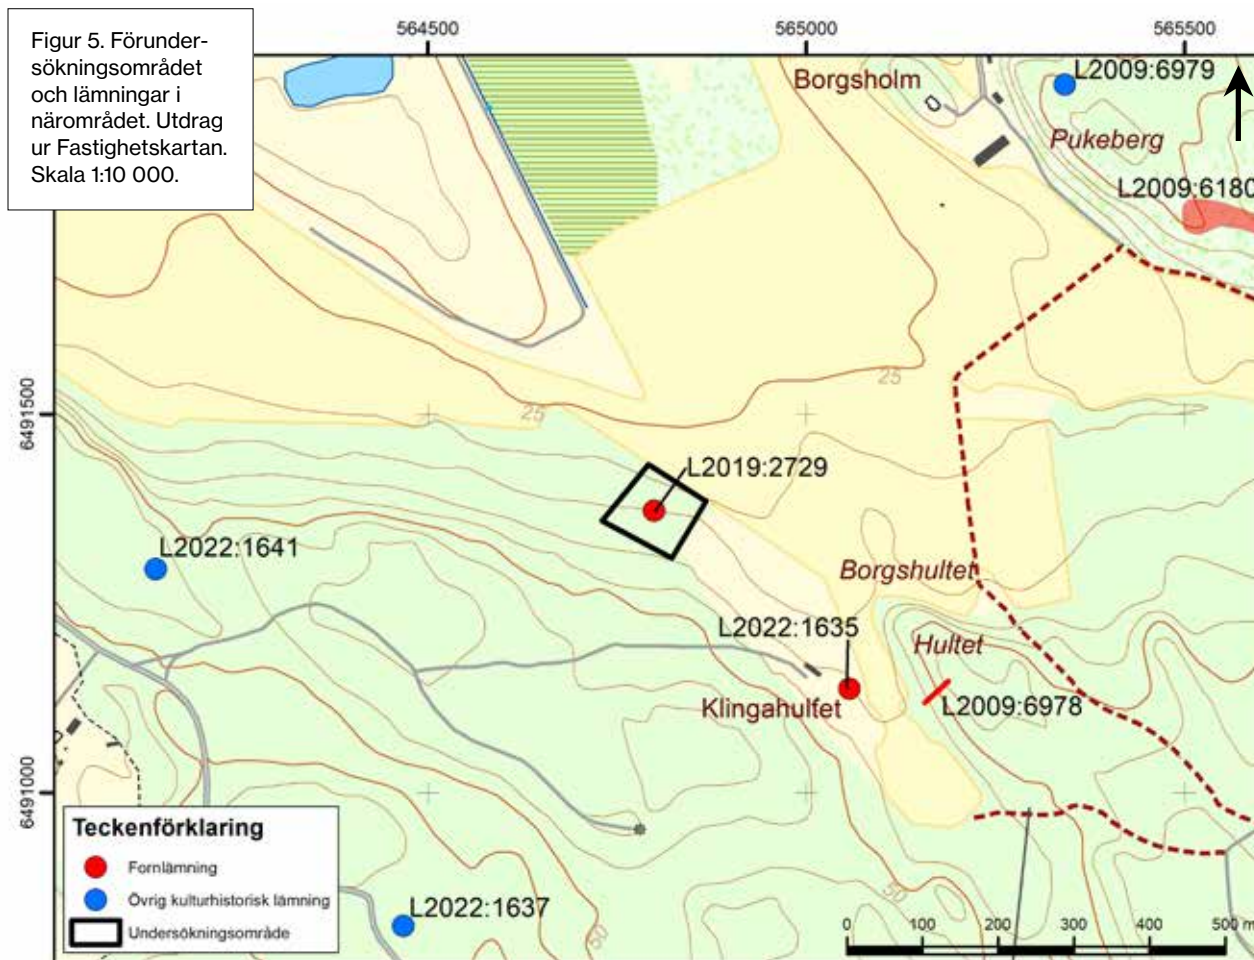 Figur 5. Förunder-
sökningsområdet
och lämningar i
närområdet. Utdrag
ur Fastighetskartan.
Skala 1:10 000.
564500
565000
565500
Borgsholm
L2009:6979
Pukeberg
L2009:6180
25
25
6491500
L2019:2729
L2022:1641
Borgshultet
L2022:1635
Hultet
Klingahulfet
L2009:6978
6491000
50
50
L2022:1637
Teckenförklaring
Fornlämning
Övrig kulturhistorisk lämning
Undersökningsområde
0 100 200 300 400 500 m